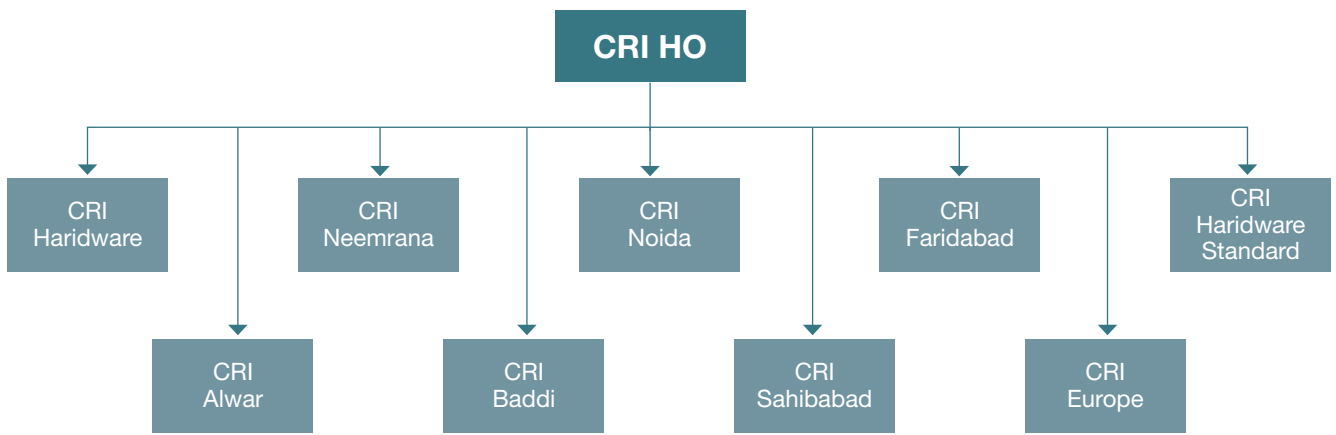 CRI HO
CRI
Haridware
CRI
Neemrana
CRI
Noida
CRI
Faridabad
CRI
Haridware
Standard
CRI
Alwar
CRI
Baddi
CRI
Sahibabad
CRI
Europe